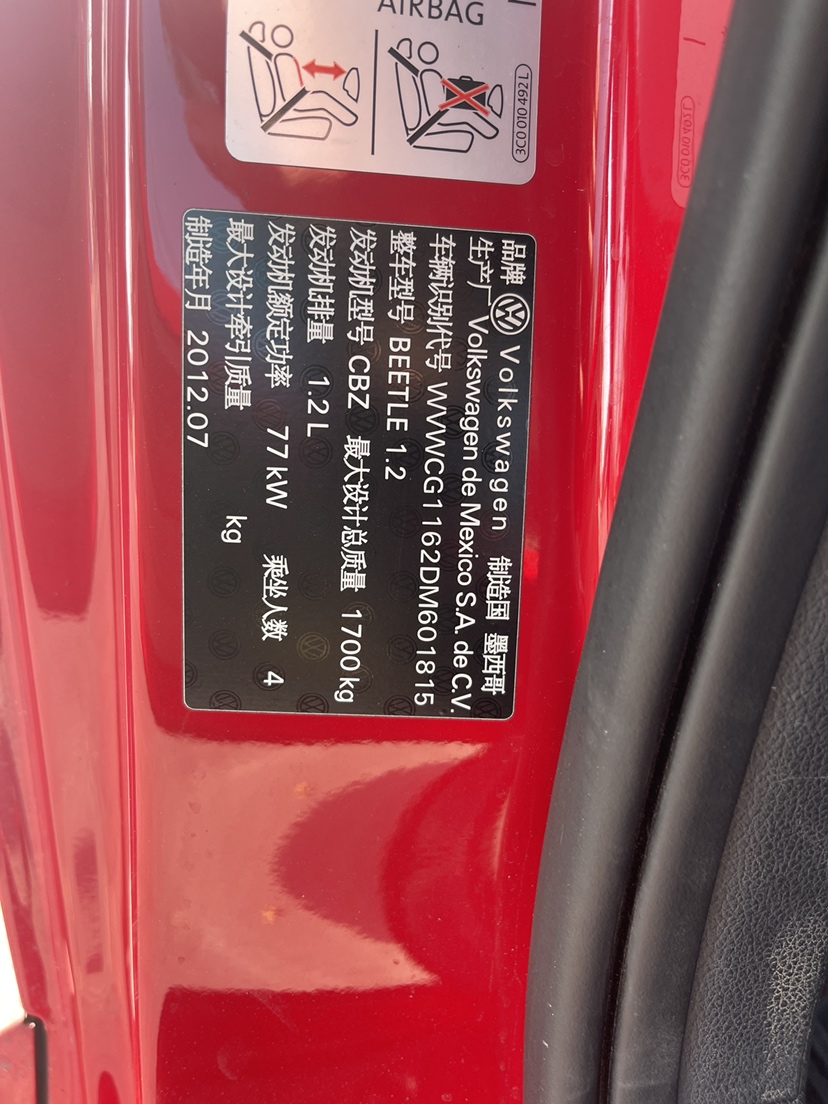 AIRBAG
3C0 010 492 L
品牌 Volkswagen 制造国 墨西哥
生产厂 Volkswagen de Mexico S.A. de C.V.
车辆识别代号 WVWCG1162DM601815
整车型号 BEETLE 1.2
发动机型号 CBZ 最大设计总质量 1700 kg
发动机排量 1.2 L
发动机额定功率 77 kW 乘坐人数 4
最大设计牵引质量 kg
制造年月 2012.07